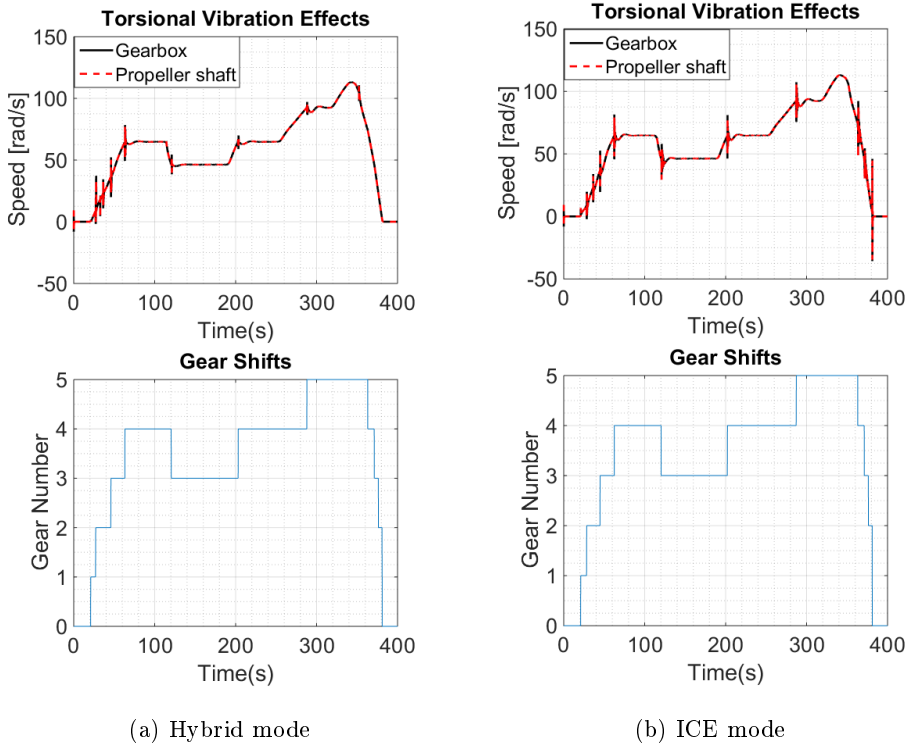 Torsional Vibration Effects
150
100
50
0
-50
Speed [rad/s]
Gearbox
Propeller shaft
0 100 200 300 400
Time(s)
Gear Shifts
5
4
3
2
1
0
Gear Number
0 100 200 300 400
Time(s)
(a) Hybrid mode
Torsional Vibration Effects
150
100
50
0
-50
Speed [rad/s]
Gearbox
Propeller shaft
0 100 200 300 400
Time(s)
Gear Shifts
5
4
3
2
1
0
Gear Number
0 100 200 300 400
Time(s)
(b) ICE mode